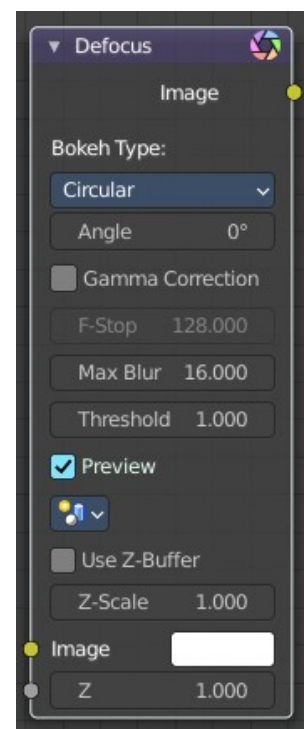 Defocus
Image
Bokeh Type:
Circular
Angle 0°
Gamma Correction
F-Stop 128.000
Max Blur 16.000
Threshold 1.000
Preview
Use Z-Buffer
Z-Scale 1.000
Image
Z 1.000